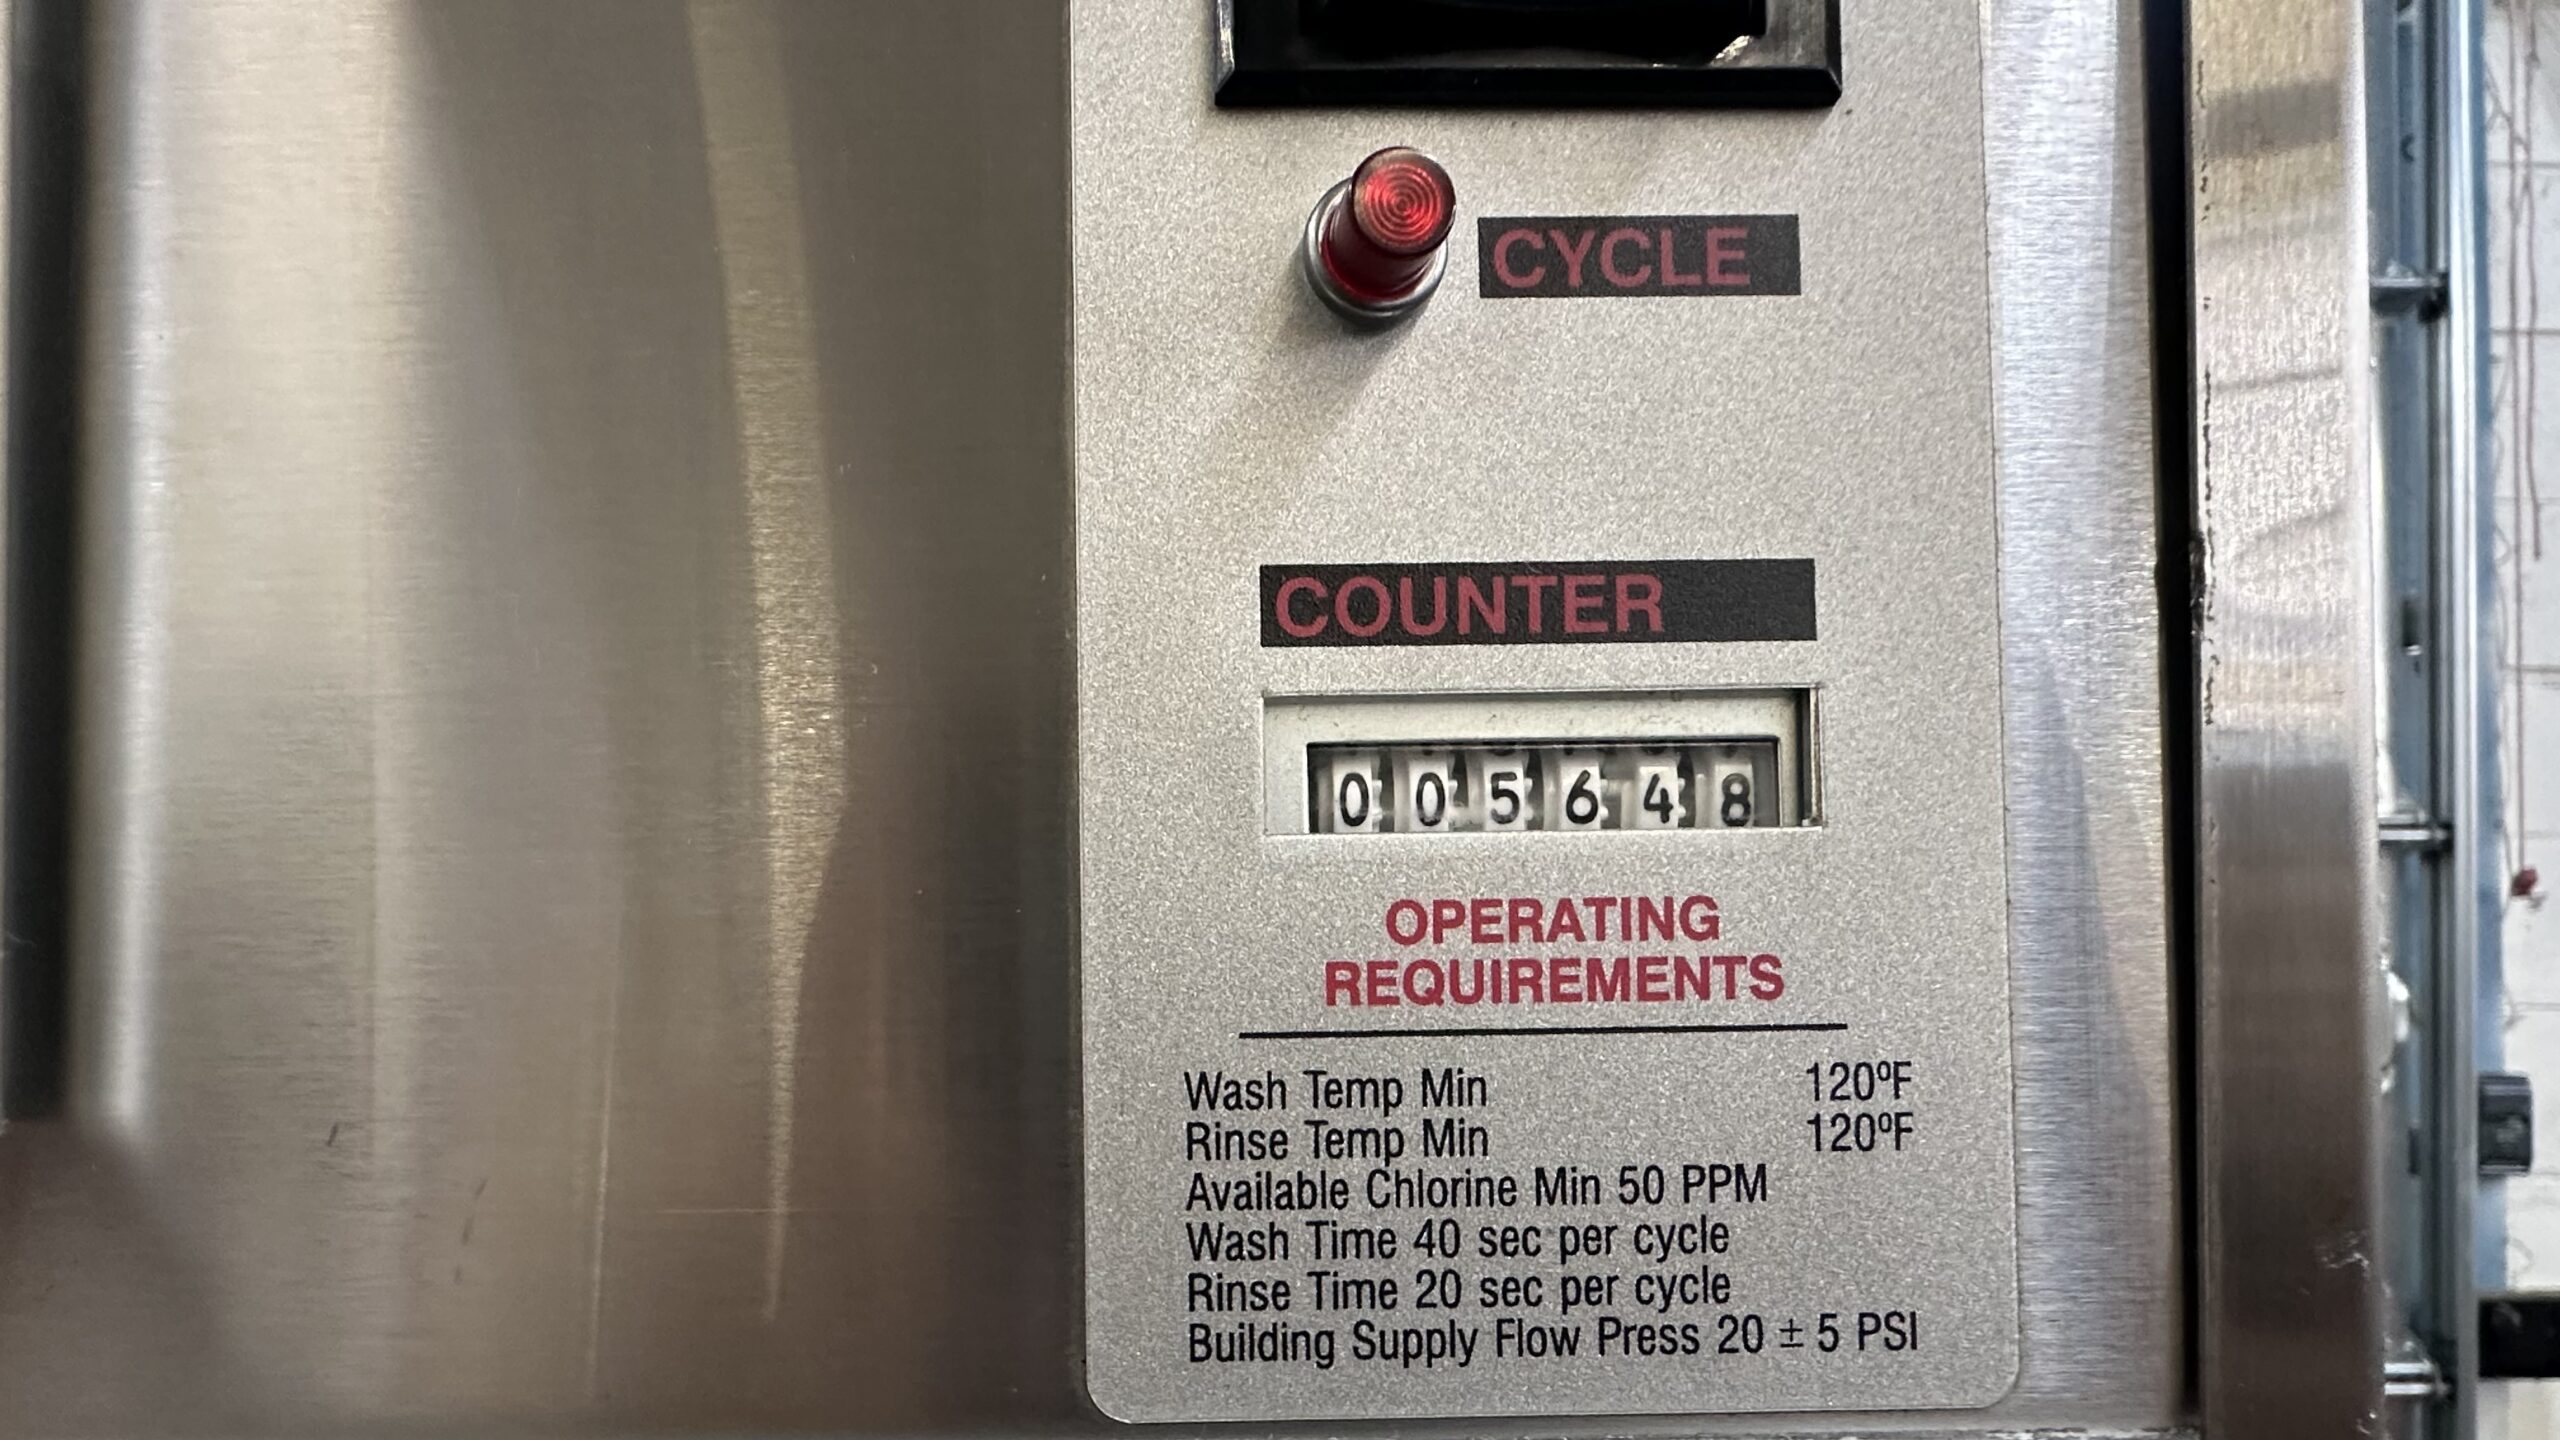 CYCLE
COUNTER
005648
OPERATING
REQUIREMENTS
Wash Temp Min 120ºF
Rinse Temp Min 120ºF
Available Chlorine Min 50 PPM
Wash Time 40 sec per cycle
Rinse Time 20 sec per cycle
Building Supply Flow Press 20 ± 5 PSI